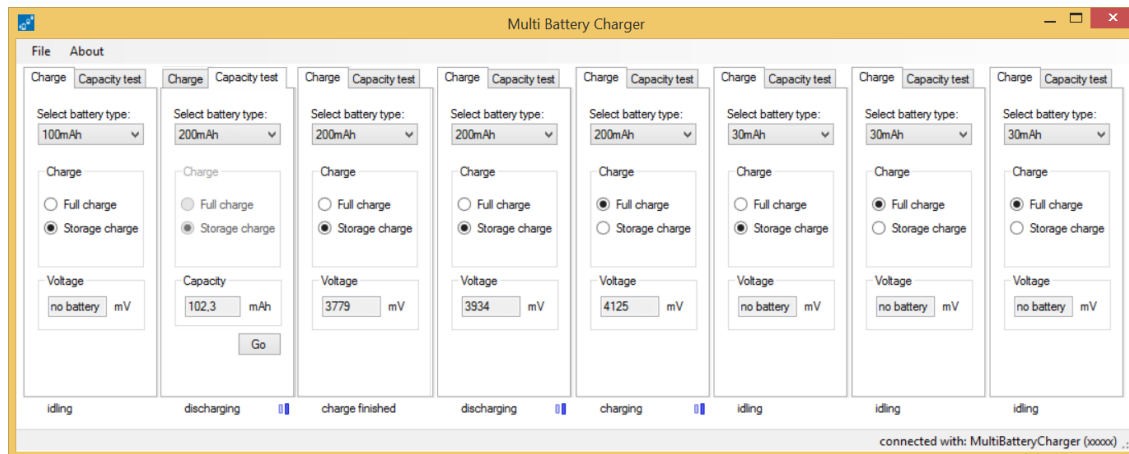 Multi Battery Charger
File About
Charge Capacity test Charge Capacity test Charge Capacity test Charge Capacity test Charge Capacity test Charge Capacity test Charge Capacity test Charge Capacity test
Select battery type: Select battery type: Select battery type: Select battery type: Select battery type: Select battery type: Select battery type: Select battery type:
100mAh 200mAh 200mAh 200mAh 200mAh 30mAh 30mAh 30mAh
Charge Charge Charge Charge Charge Charge Charge Charge
Full charge Full charge Full charge Full charge Full charge Full charge Full charge Full charge
Storage charge Storage charge Storage charge Storage charge Storage charge Storage charge Storage charge Storage charge
Voltage Capacity Voltage Voltage Voltage Voltage Voltage Voltage
no battery mV 102,3 mAh 3779 mV 3934 mV 4125 mV no battery mV no battery mV no battery mV
Go
idling discharging charge finished discharging charging idling idling idling
connected with: MultiBatteryCharger (xxxxx)